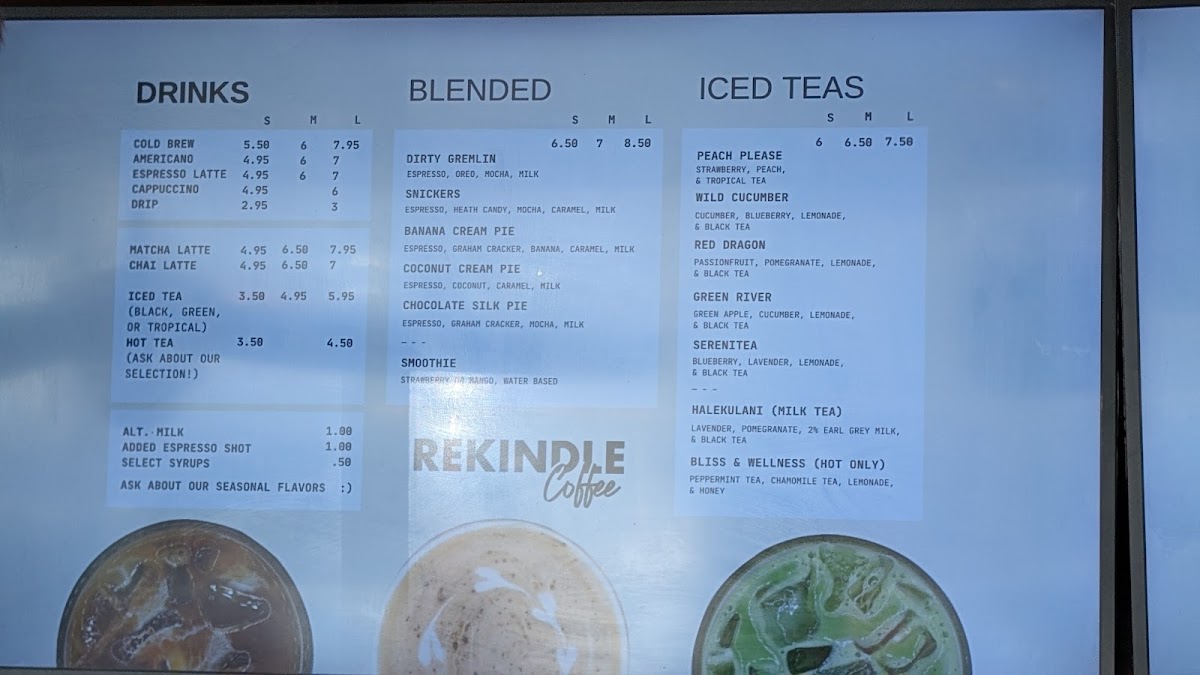 DRINKS
S M L
COLD BREW 5.50 6 7.95
AMERICANO 4.95 6 7
ESPRESSO LATTE 4.95 6 7
CAPPUCCINO 4.95 6
DRIP 2.95 3
MATCHA LATTE 4.95 6.50 7.95
CHAI LATTE 4.95 6.50 7
ICED TEA 3.50 4.95 5.95
(BLACK, GREEN,
OR TROPICAL)
HOT TEA 3.50 4.50
(ASK ABOUT OUR
SELECTION!)
ALT. MILK 1.00
ADDED ESPRESSO SHOT 1.00
SELECT SYRUPS .50
ASK ABOUT OUR SEASONAL FLAVORS :)
BLENDED
S M L
6.50 7 8.50
DIRTY GREMLIN
ESPRESSO, OREO, MOCHA, MILK
SNICKERS
ESPRESSO, HEATH CANDY, MOCHA, CARAMEL, MILK
BANANA CREAM PIE
ESPRESSO, GRAHAM CRACKER, BANANA, CARAMEL, MILK
COCONUT CREAM PIE
ESPRESSO, COCONUT, CARAMEL, MILK
CHOCOLATE SILK PIE
ESPRESSO, GRAHAM CRACKER, MOCHA, MILK
---
SMOOTHIE
STRAWBERRY OR MANGO, WATER BASED
REKINDLE
Coffee
ICED TEAS
S M L
6 6.50 7.50
PEACH PLEASE
STRAWBERRY, PEACH,
& TROPICAL TEA
WILD CUCUMBER
CUCUMBER, BLUEBERRY, LEMONADE,
& BLACK TEA
RED DRAGON
PASSIONFRUIT, POMEGRANATE, LEMONADE,
& BLACK TEA
GREEN RIVER
GREEN APPLE, CUCUMBER, LEMONADE,
& BLACK TEA
SERENITEA
BLUEBERRY, LAVENDER, LEMONADE,
& BLACK TEA
---
HALEKULANI (MILK TEA)
LAVENDER, POMEGRANATE, 2% EARL GREY MILK,
& BLACK TEA
BLISS & WELLNESS (HOT ONLY)
PEPPERMINT TEA, CHAMOMILE TEA, LEMONADE,
& HONEY